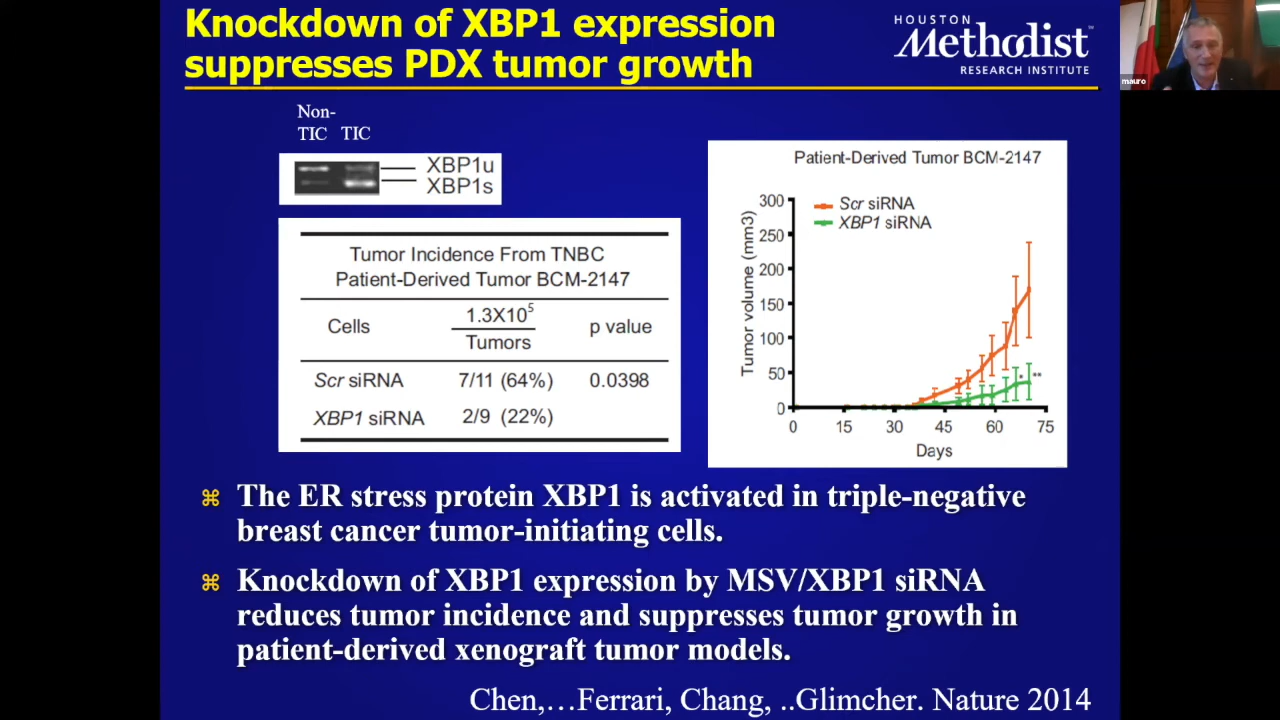 Knockdown of XBP1 expression
suppresses PDX tumor growth
HOUSTON
Methodist
RESEARCH INSTITUTE
mauro
Non-
TIC TIC
XBP1u
XBP1s
Tumor Incidence From TNBC
Patient-Derived Tumor BCM-2147
Cells 1.3X10⁵ p value
Tumors
Scr siRNA 7/11 (64%) 0.0398
XBP1 siRNA 2/9 (22%)
Patient-Derived Tumor BCM-2147
Scr siRNA
XBP1 siRNA
Tumor volume (mm3)
300
250
200
150
100
50
0
* **
0 15 30 45 60 75
Days
⌘ The ER stress protein XBP1 is activated in triple-negative
breast cancer tumor-initiating cells.
⌘ Knockdown of XBP1 expression by MSV/XBP1 siRNA
reduces tumor incidence and suppresses tumor growth in
patient-derived xenograft tumor models.
Chen,…Ferrari, Chang, ..Glimcher. Nature 2014